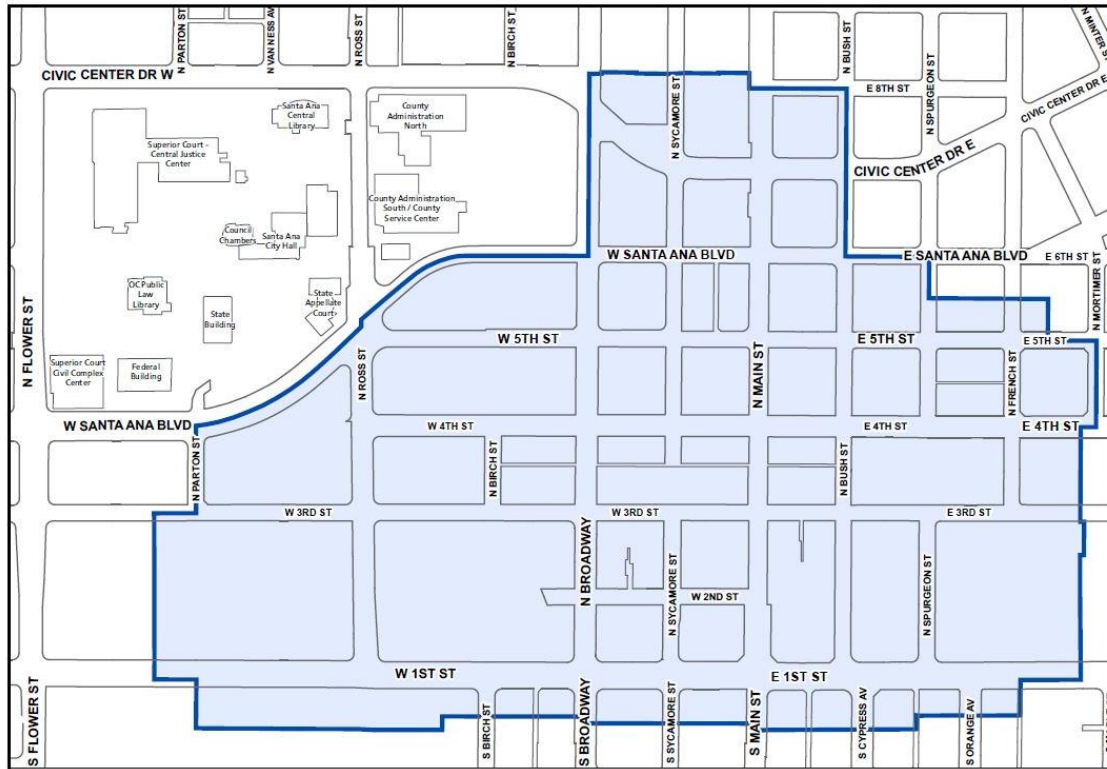 N PARTON ST
N VAN NESS AV
N ROSS ST
N BIRCH ST
N BUSH ST
N SPURGEON ST
N MINTER ST
CIVIC CENTER DR W
E 8TH ST
CIVIC CENTER DR E
N SYCAMORE ST
Santa Ana
Central
Library
County
Administration
North
Superior Court -
Central Justice
Center
CIVIC CENTER DR E
County Administration
South / County
Service Center
Council
Chambers
Santa Ana
City Hall
W SANTA ANA BLVD
E SANTA ANA BLVD
E 6TH ST
N MORTIMER ST
OC Public
Law
Library
State
Building
State
Appellate
Court
N FLOWER ST
W 5TH ST
E 5TH ST
E 5TH ST
Superior Court
Civil Complex
Center
Federal
Building
N ROSS ST
N MAIN ST
N FRENCH ST
W SANTA ANA BLVD
W 4TH ST
E 4TH ST
E 4TH ST
N PARTON ST
N BIRCH ST
N BUSH ST
W 3RD ST
W 3RD ST
E 3RD ST
N BROADWAY
N SYCAMORE ST
W 2ND ST
N SPURGEON ST
W 1ST ST
E 1ST ST
S FLOWER ST
S BIRCH ST
S BROADWAY
S SYCAMORE ST
S MAIN ST
S CYPRESS AV
S ORANGE AV